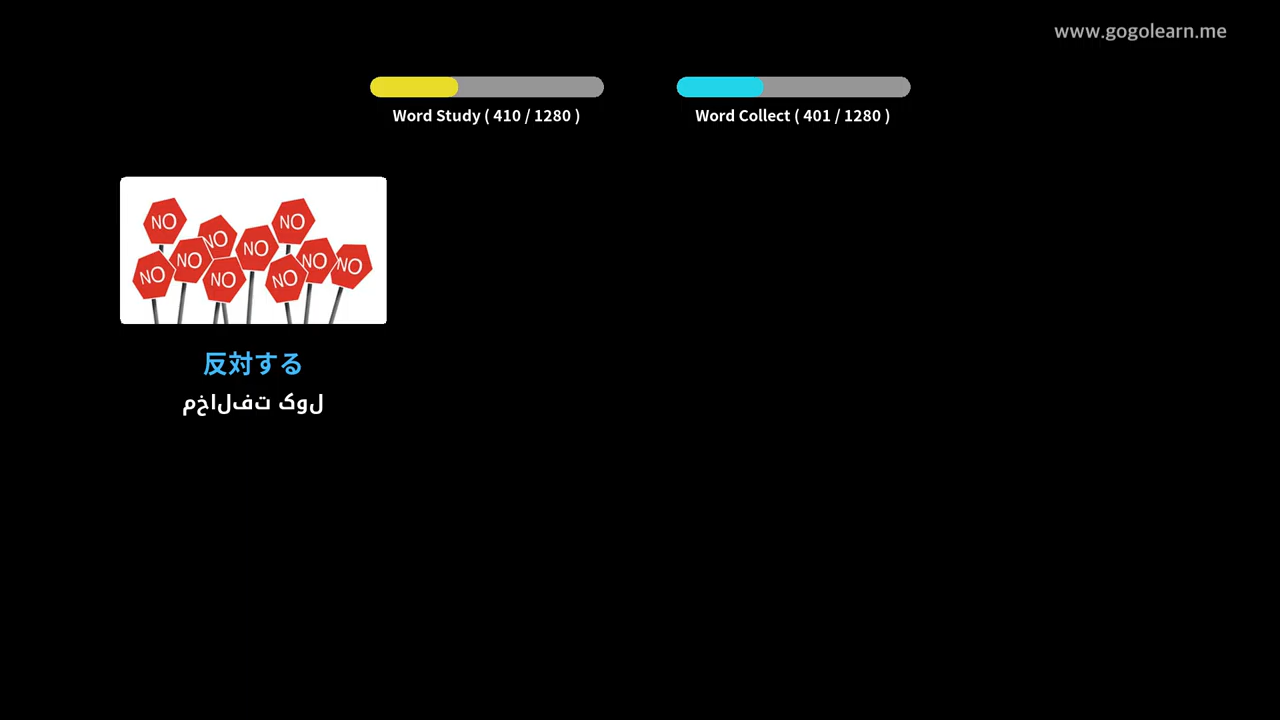 www.gogolearn.me
Word Study ( 410 / 1280 )
Word Collect ( 401 / 1280 )
NO
NO
NO
NO
NO
NO
NO
NO
NO
NO
反対する
مخالفت کول